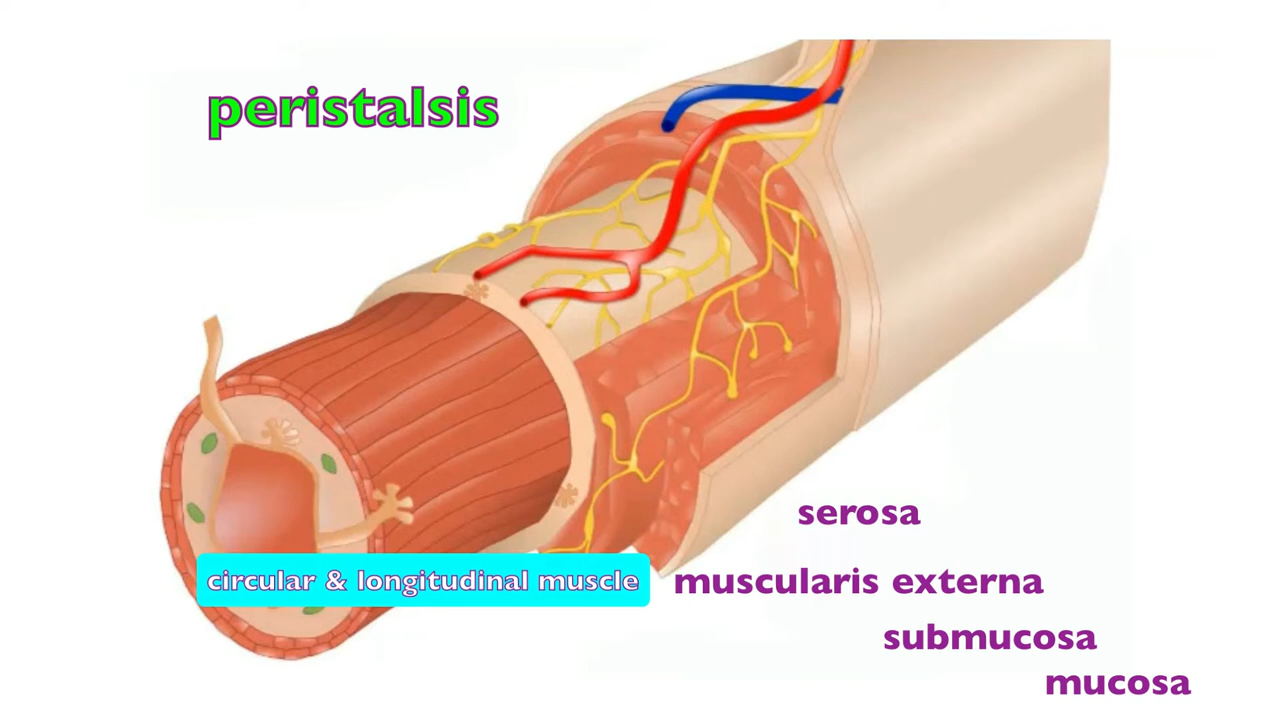 peristalsis
serosa
circular & longitudinal muscle
muscularis externa
submucosa
mucosa